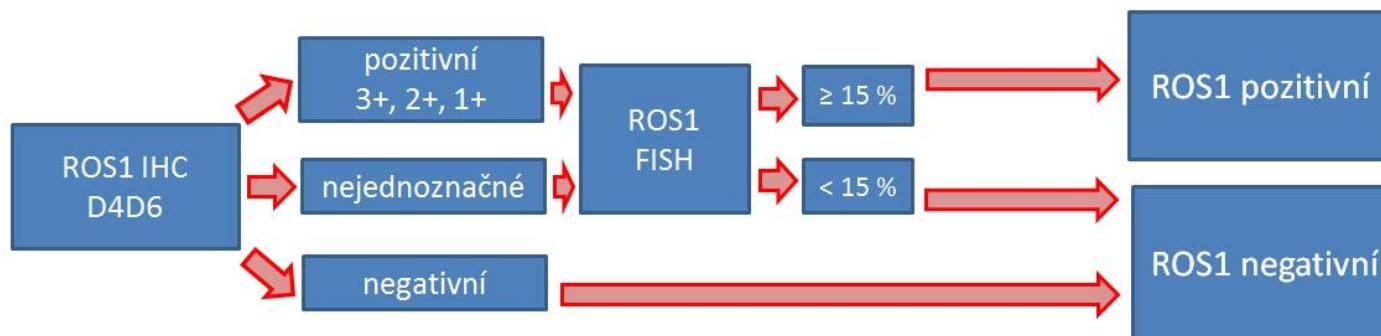 ROS1 IHC
D4D6
pozitivní
3+, 2+, 1+
nejednoznačné
negativní
ROS1
FISH
≥ 15 %
< 15 %
ROS1 pozitivní
ROS1 negativní